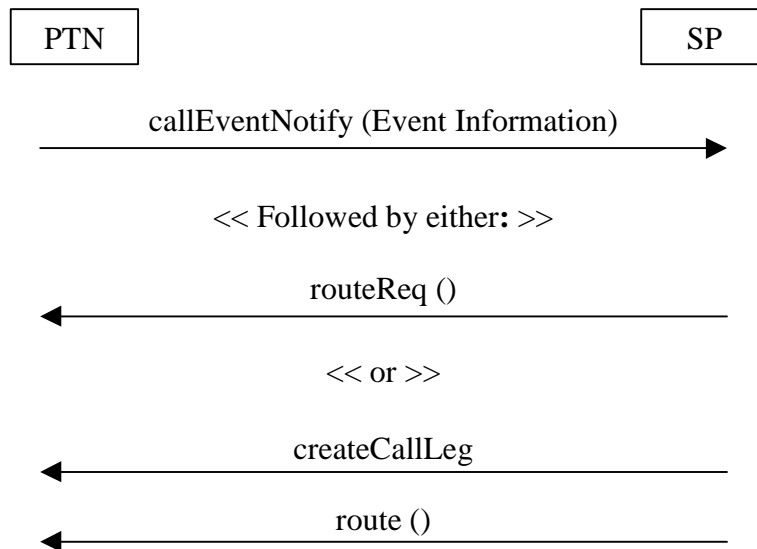 PTN SP
callEventNotify (Event Information)
<< Followed by either: >>
routeReq ()
<< or >>
createCallLeg
route ()